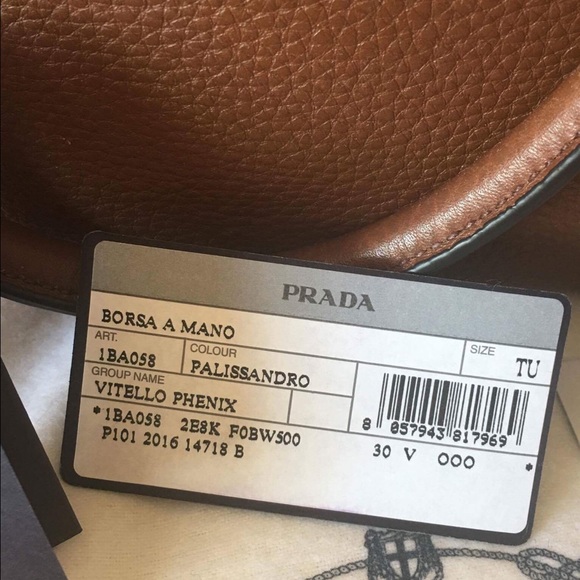 PRADA
BORSA A MANO
ART. COLOUR SIZE
1BA058 PALISSANDRO TU
GROUP NAME
VITELLO PHENIX
*1BA058 2E8K F0BW500
8 057943 817969
P101 2016 14718 B 30 V 000 *